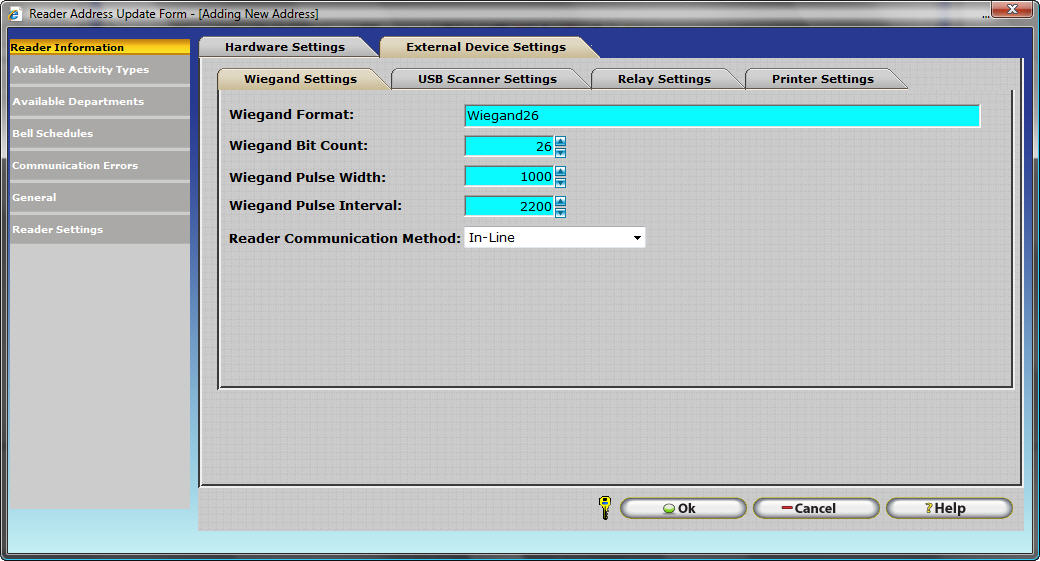 Reader Address Update Form - [Adding New Address]
...
Reader Information
Available Activity Types
Available Departments
Bell Schedules
Communication Errors
General
Reader Settings
Hardware Settings External Device Settings
Wiegand Settings USB Scanner Settings Relay Settings Printer Settings
Wiegand Format: Wiegand26
Wiegand Bit Count: 26
Wiegand Pulse Width: 1000
Wiegand Pulse Interval: 2200
Reader Communication Method: In-Line
Ok Cancel ? Help